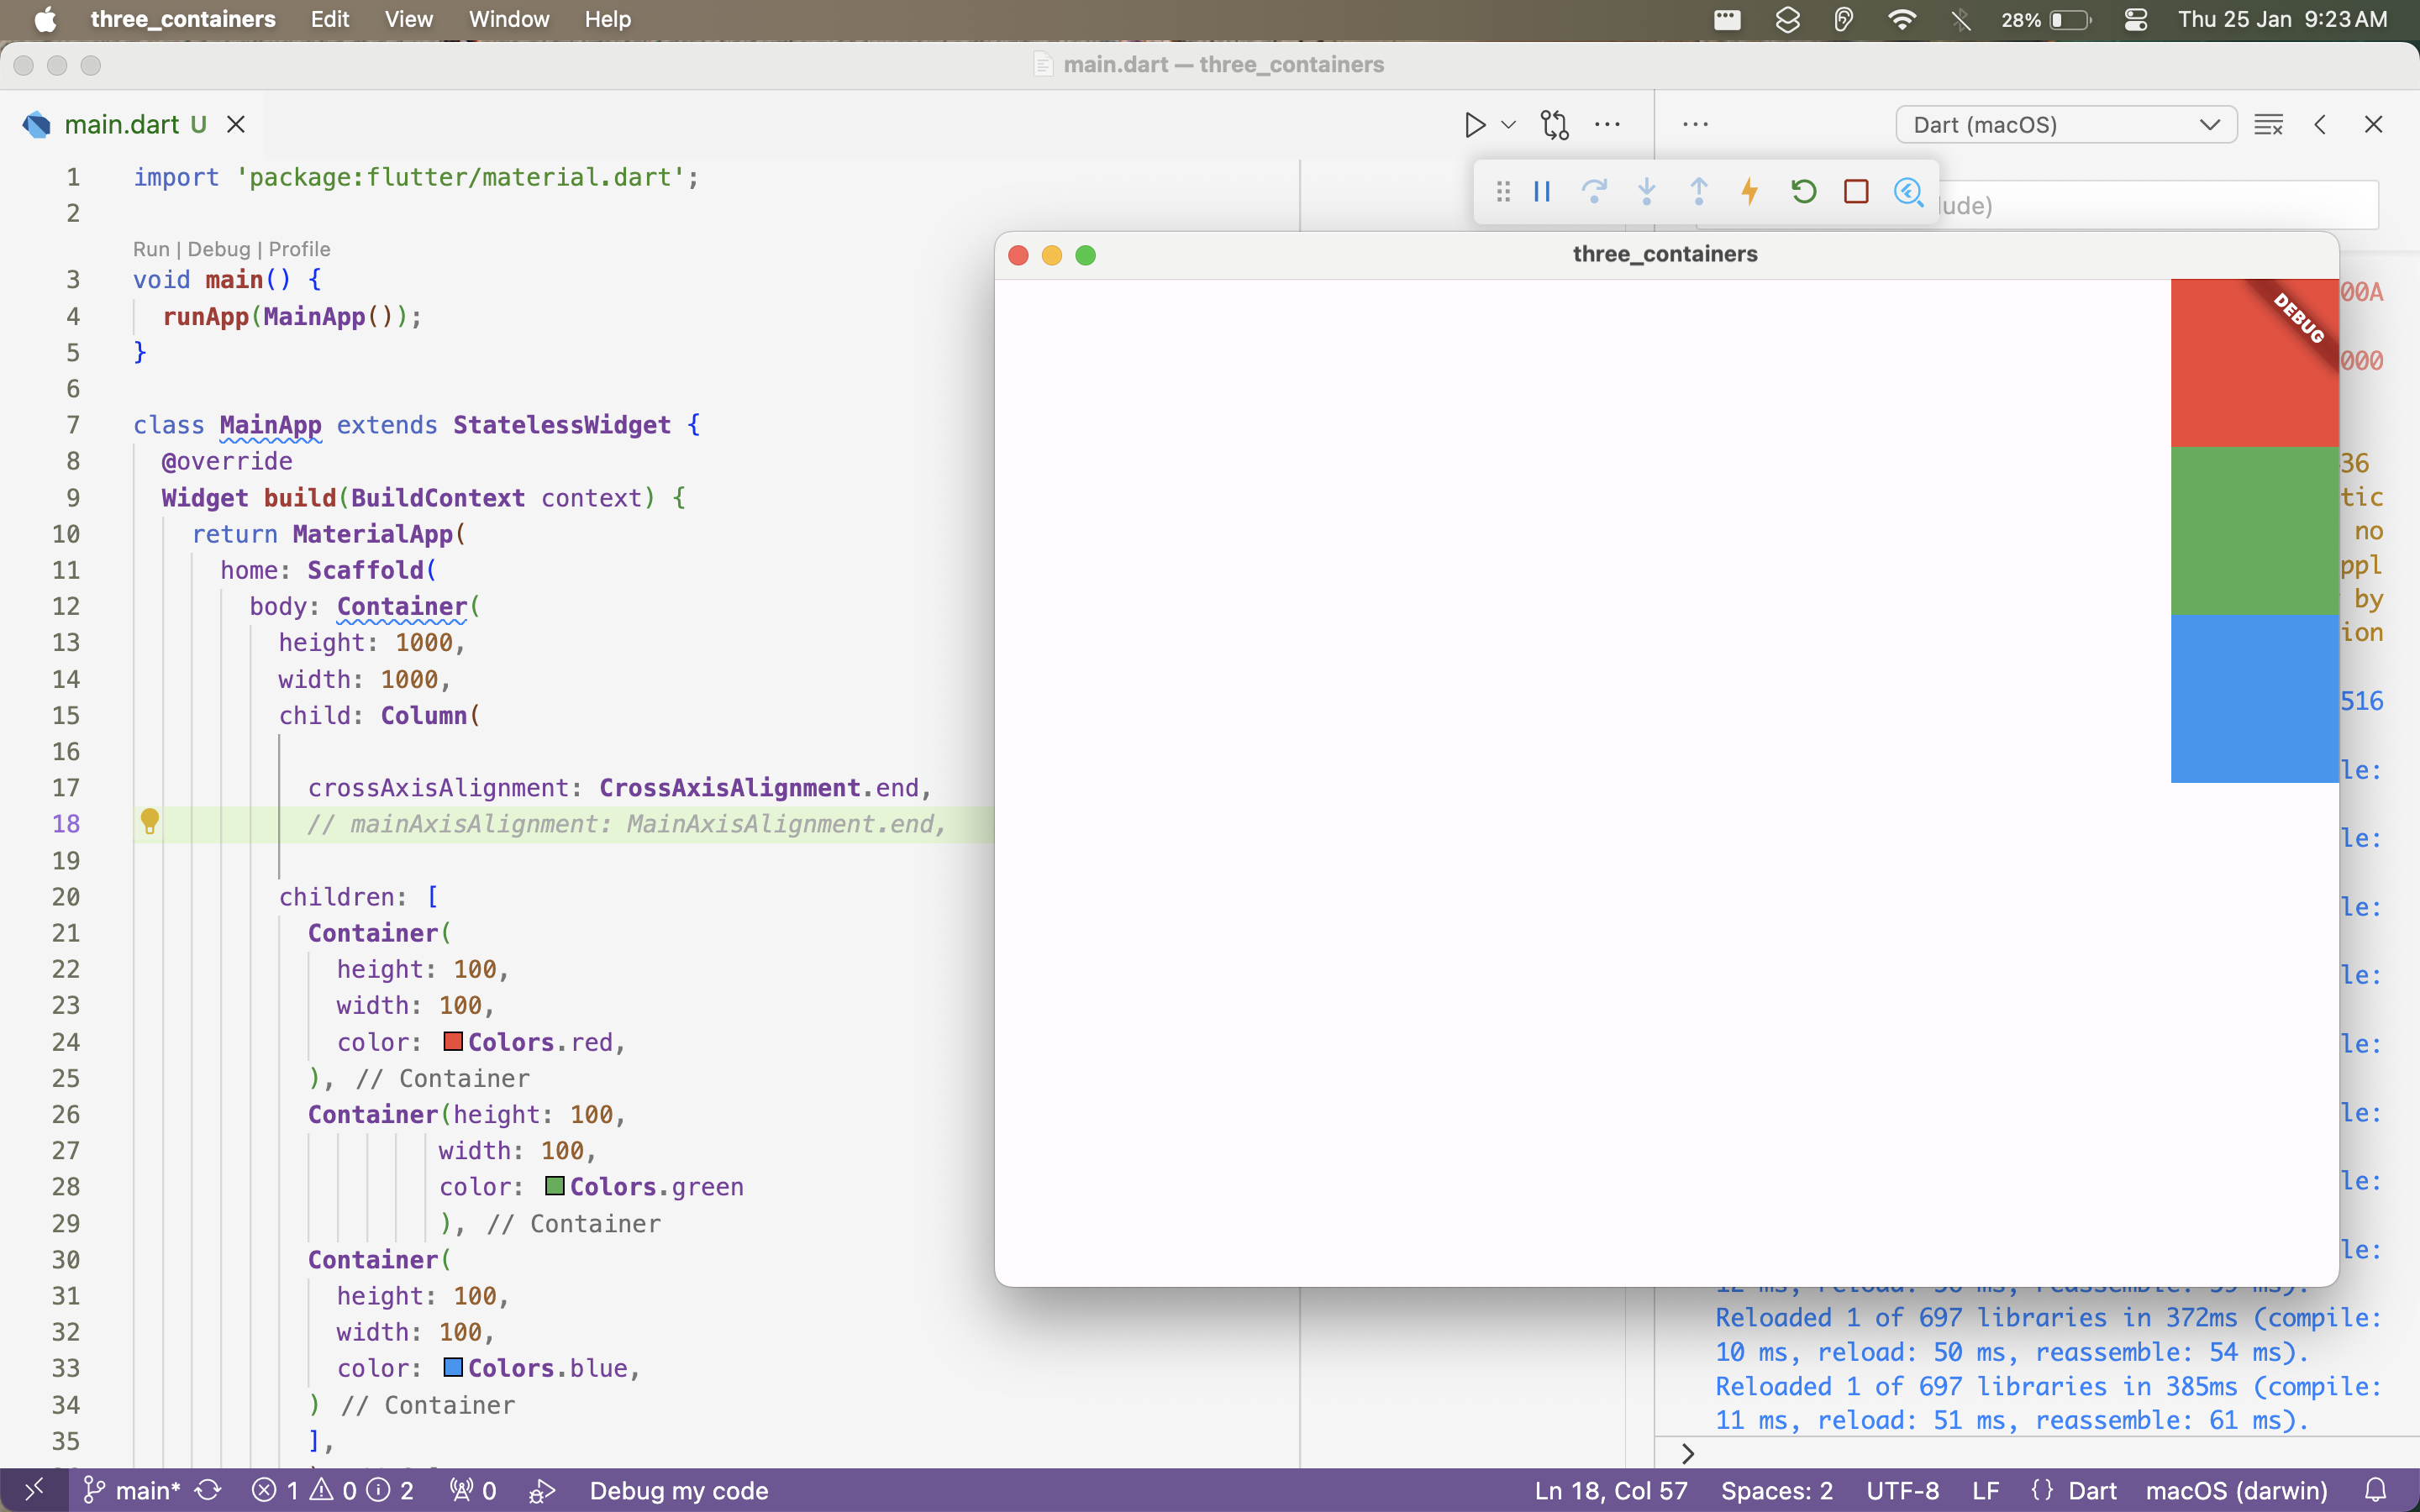 three_containers Edit View Window Help 28% Thu 25 Jan 9:23 AM
main.dart — three_containers
main.dart U
Dart (macOS)
lude)
1 import 'package:flutter/material.dart';
2
Run | Debug | Profile
3 void main() {
4 runApp(MainApp());
5 }
6
7 class MainApp extends StatelessWidget {
8 @override
9 Widget build(BuildContext context) {
10 return MaterialApp(
11 home: Scaffold(
12 body: Container(
13 height: 1000,
14 width: 1000,
15 child: Column(
16
17 crossAxisAlignment: CrossAxisAlignment.end,
18 // mainAxisAlignment: MainAxisAlignment.end,
19
20 children: [
21 Container(
22 height: 100,
23 width: 100,
24 color: Colors.red,
25 ), // Container
26 Container(height: 100,
27 width: 100,
28 color: Colors.green
29 ), // Container
30 Container(
31 height: 100,
32 width: 100,
33 color: Colors.blue,
34 ) // Container
35 ],
three_containers
DEBUG
00A
000
36
tic
no
ppl
by
ion
516
le:
le:
le:
le:
le:
le:
le:
le:
Reloaded 1 of 697 libraries in 372ms (compile:
10 ms, reload: 50 ms, reassemble: 54 ms).
Reloaded 1 of 697 libraries in 385ms (compile:
11 ms, reload: 51 ms, reassemble: 61 ms).
main* 1 0 2 0 Debug my code Ln 18, Col 57 Spaces: 2 UTF-8 LF {} Dart macOS (darwin)